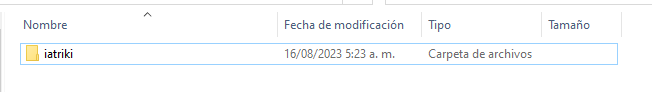 Nombre Fecha de modificación Tipo Tamaño
iatriki 16/08/2023 5:23 a. m. Carpeta de archivos